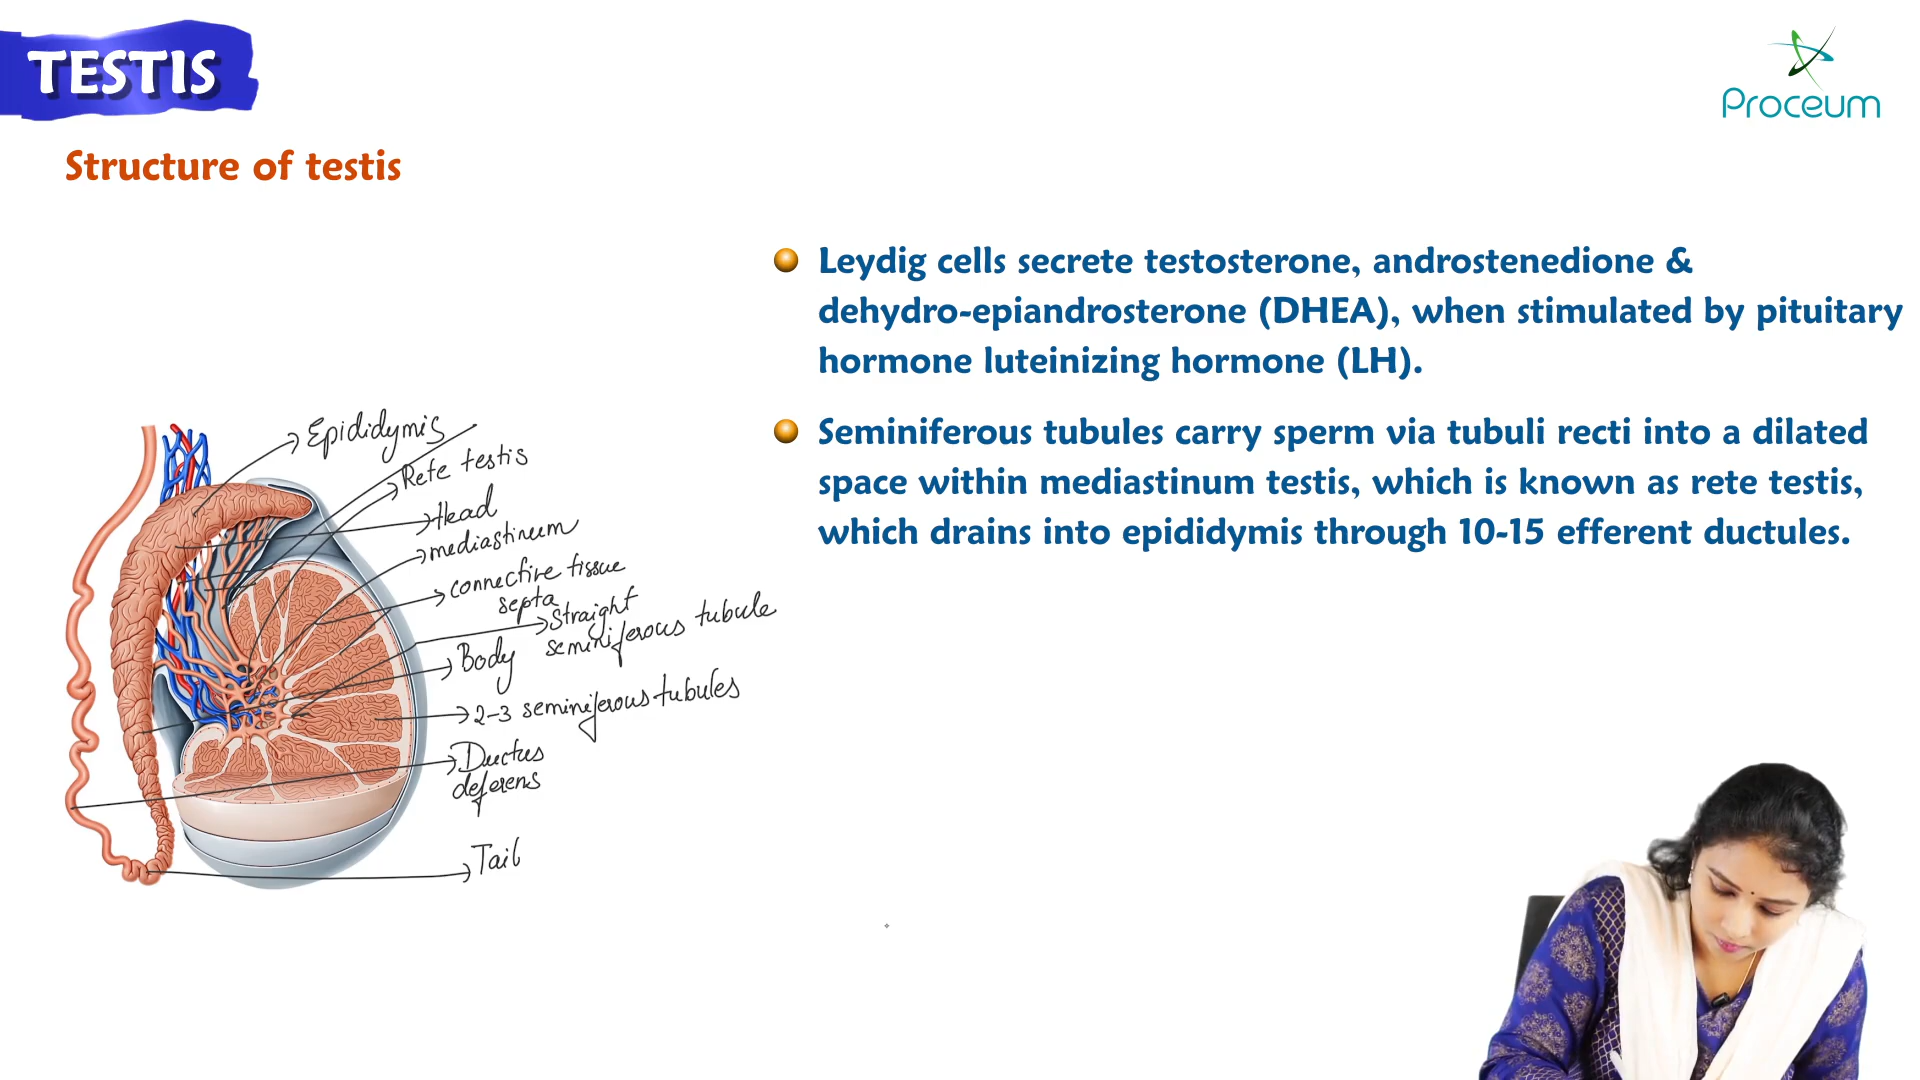 TESTIS
Proceum
Structure of testis
Leydig cells secrete testosterone, androstenedione &
dehydro-epiandrosterone (DHEA), when stimulated by pituitary
hormone luteinizing hormone (LH).
Seminiferous tubules carry sperm via tubuli recti into a dilated
space within mediastinum testis, which is known as rete testis,
which drains into epididymis through 10-15 efferent ductules.
Epididymis
Rete testis
Head
mediastinum
connective tissue
septa
Straight
seminiferous tubule
Body
2-3 seminiferous tubules
Ductus
deferens
Tail